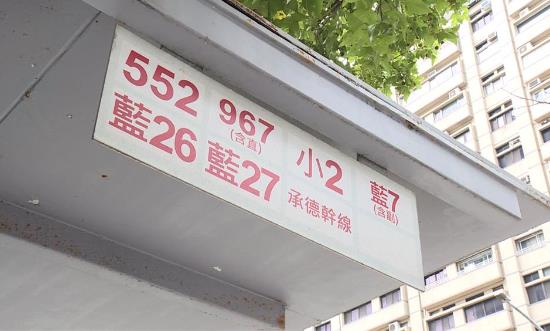 552 967 小2 藍7
(含直) (含副)
藍26 藍27 承德幹線